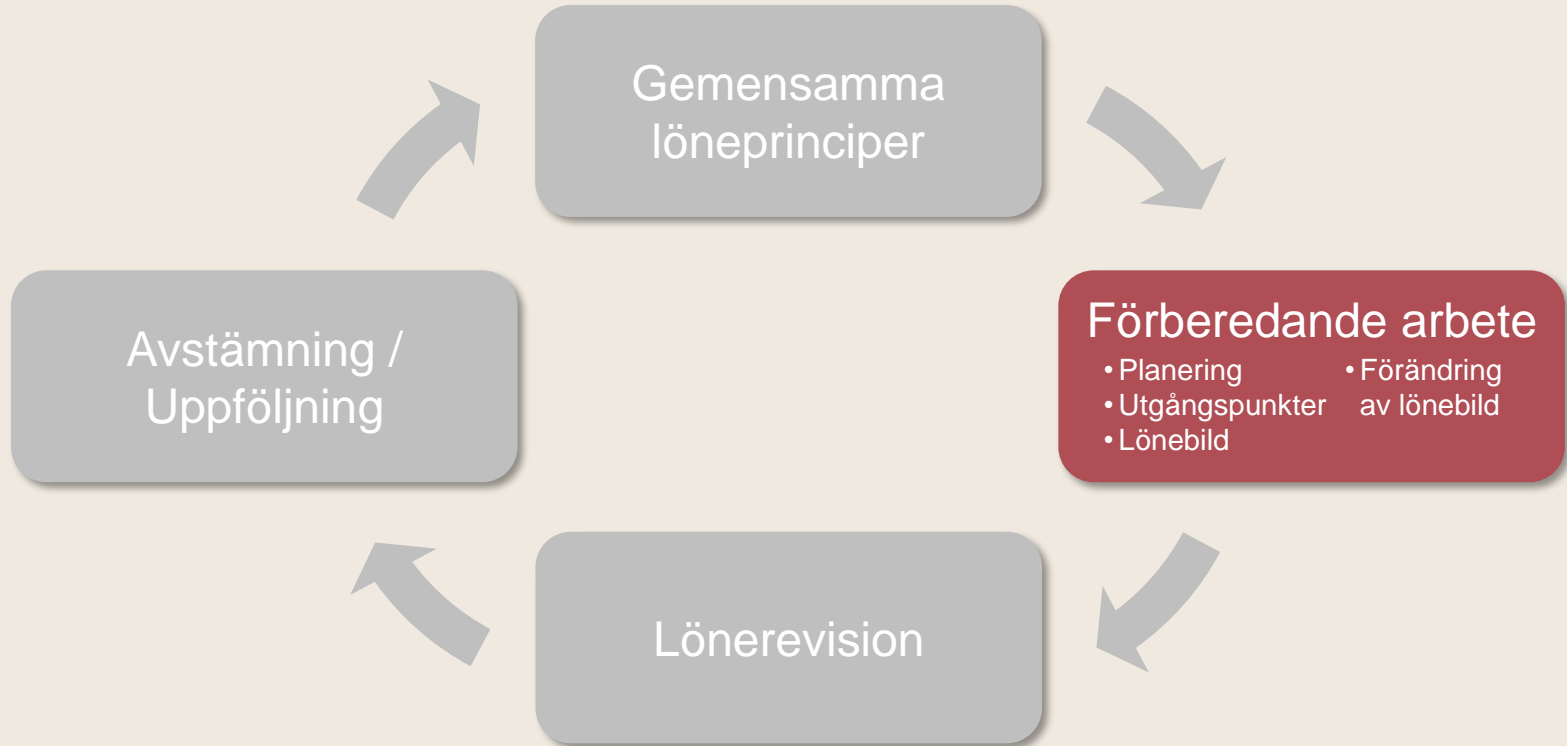 Gemensamma
löneprinciper
Förberedande arbete
• Planering
• Utgångspunkter
• Lönebild
• Förändring
av lönebild
Lönerevision
Avstämning /
Uppföljning